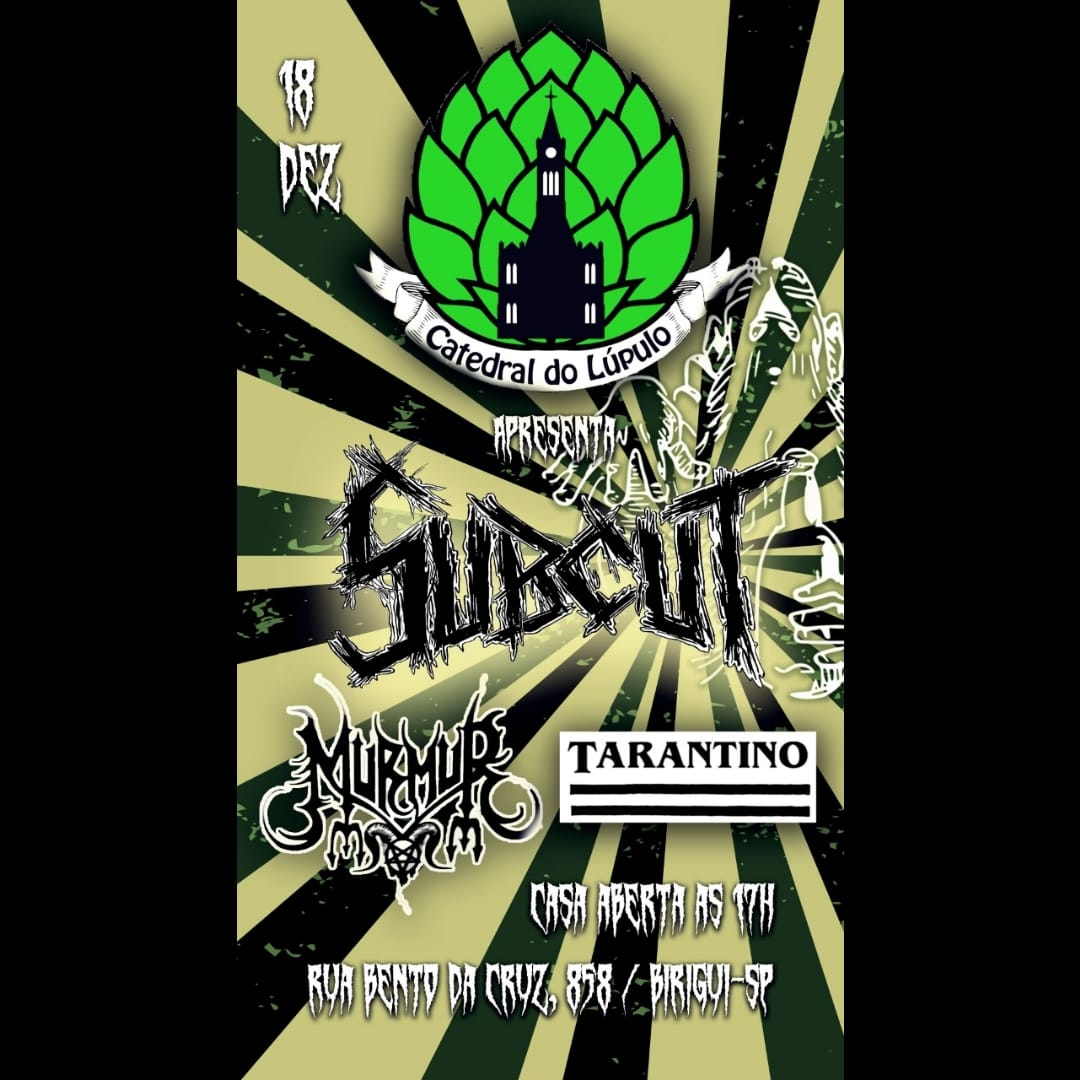 18
DEZ
Catedral do Lúpulo
APRESENTA
SUBCUT
MURMUR
TARANTINO
CASA ABERTA AS 17H
RUA BENTO DA CRUZ, 858 / BIRIGUI-SP